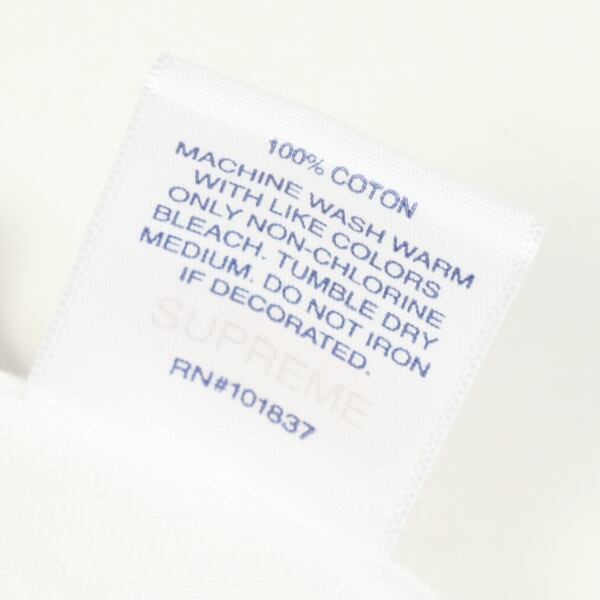 100% COTON
MACHINE WASH WARM
WITH LIKE COLORS
ONLY NON-CHLORINE
BLEACH. TUMBLE DRY
MEDIUM. DO NOT IRON
IF DECORATED.
SUPREME
RN#101837